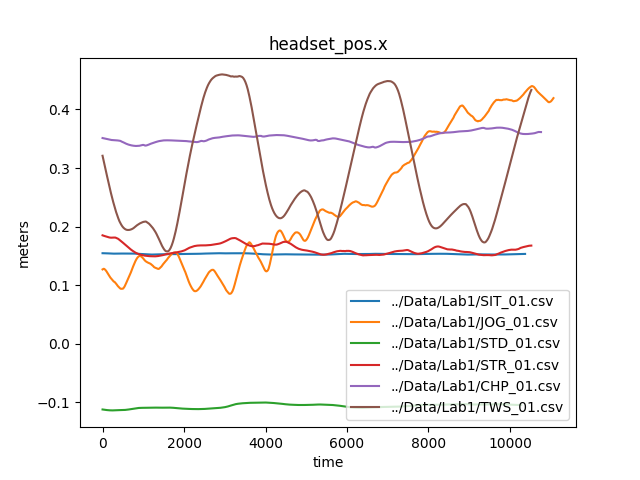 headset_pos.x
meters
0.4
0.3
0.2
0.1
0.0
−0.1
../Data/Lab1/SIT_01.csv
../Data/Lab1/JOG_01.csv
../Data/Lab1/STD_01.csv
../Data/Lab1/STR_01.csv
../Data/Lab1/CHP_01.csv
../Data/Lab1/TWS_01.csv
0 2000 4000 6000 8000 10000
time